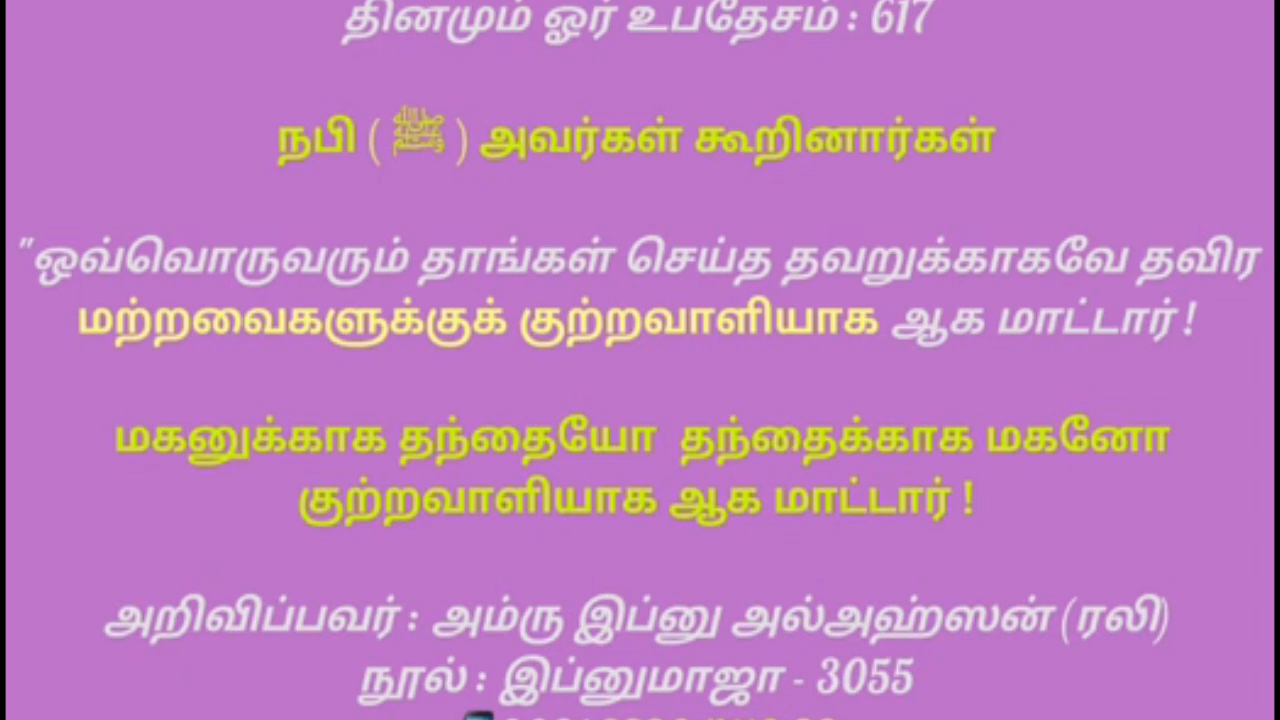 தினமும் ஓர் உபதேசம் : 617
நபி ( ﷺ ) அவர்கள் கூறினார்கள்
"ஒவ்வொருவரும் தாங்கள் செய்த தவறுக்காகவே தவிர
மற்றவைகளுக்குக் குற்றவாளியாக ஆக மாட்டார் !
மகனுக்காக தந்தையோ தந்தைக்காக மகனோ
குற்றவாளியாக ஆக மாட்டார் !
அறிவிப்பவர் : அம்ரு இப்னு அல்அஹ்ஸன் (ரலி)
நூல் : இப்னுமாஜா - 3055